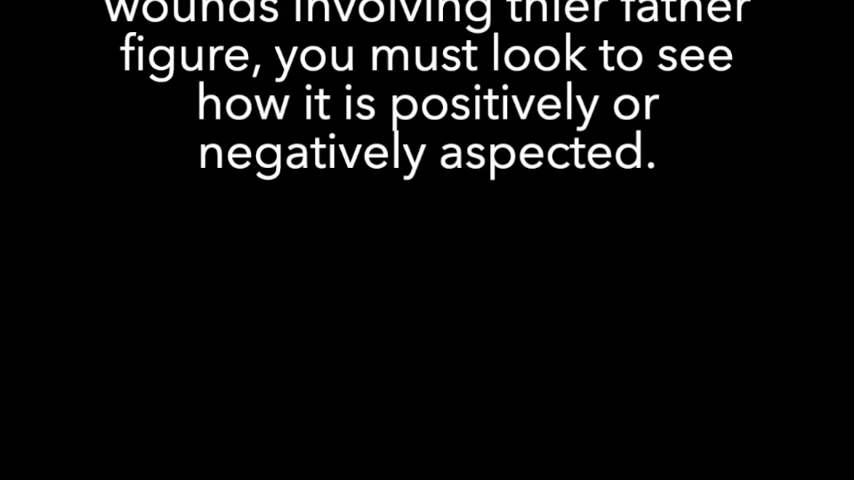 wounds involving thier father
figure, you must look to see
how it is positively or
negatively aspected.